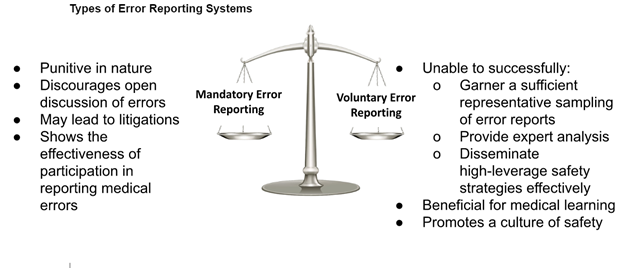 Types of Error Reporting Systems
• Punitive in nature
• Discourages open
discussion of errors
• May lead to litigations
• Shows the
effectiveness of
participation in
reporting medical
errors
Mandatory Error
Reporting
Voluntary Error
Reporting
• Unable to successfully:
o Garner a sufficient
representative sampling
of error reports
o Provide expert analysis
o Disseminate
high-leverage safety
strategies effectively
• Beneficial for medical learning
• Promotes a culture of safety